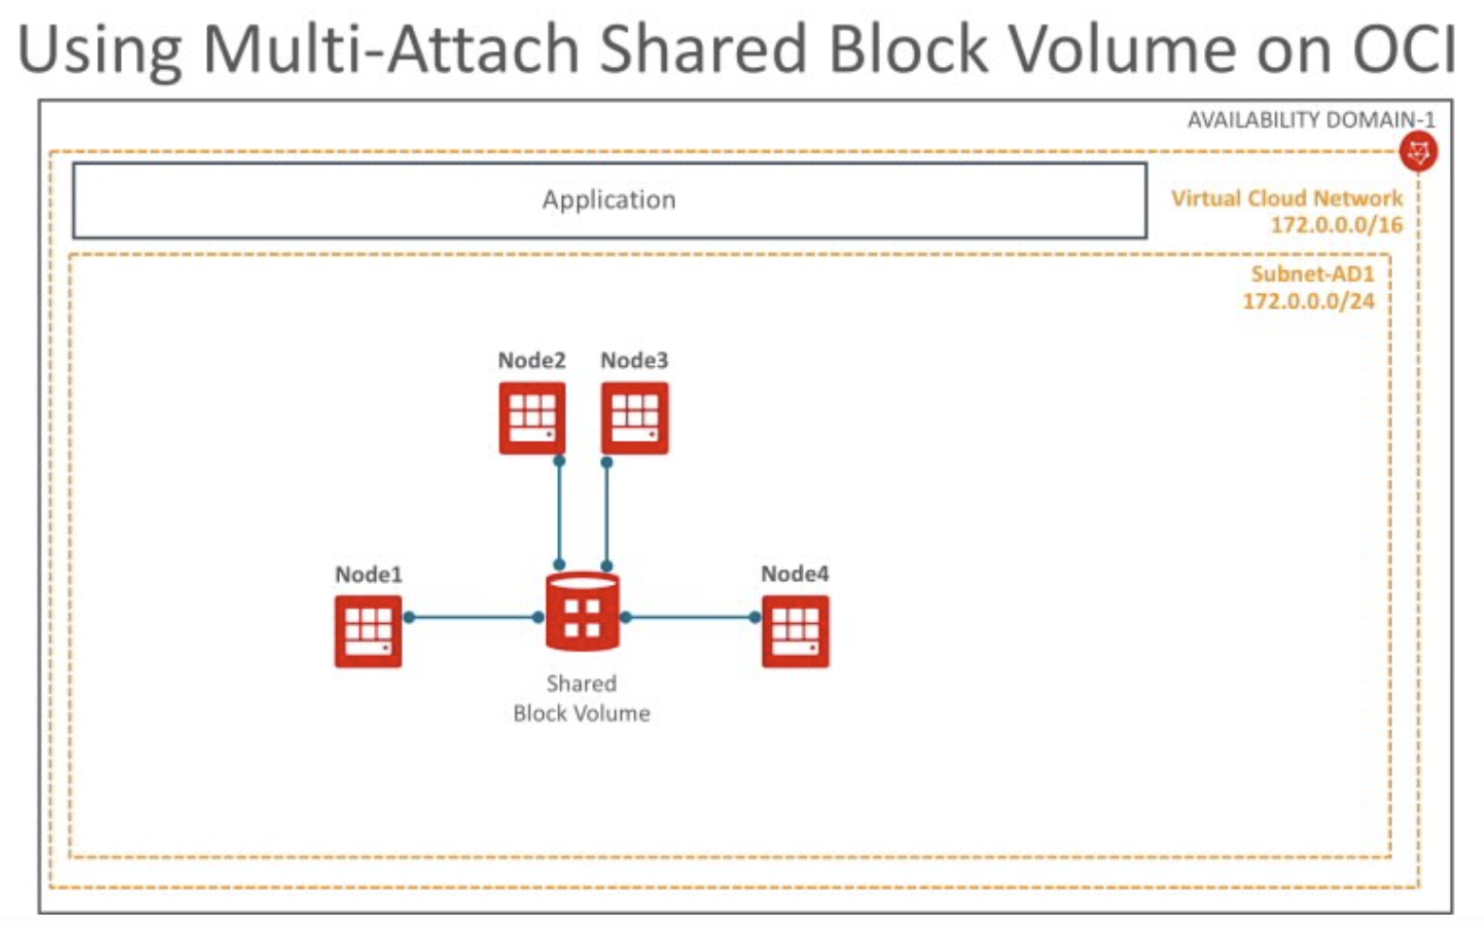 Using Multi-Attach Shared Block Volume on OCI
AVAILABILITY DOMAIN-1
Application
Virtual Cloud Network
172.0.0.0/16
Subnet-AD1
172.0.0.0/24
Node2
Node3
Node1
Node4
Shared
Block Volume